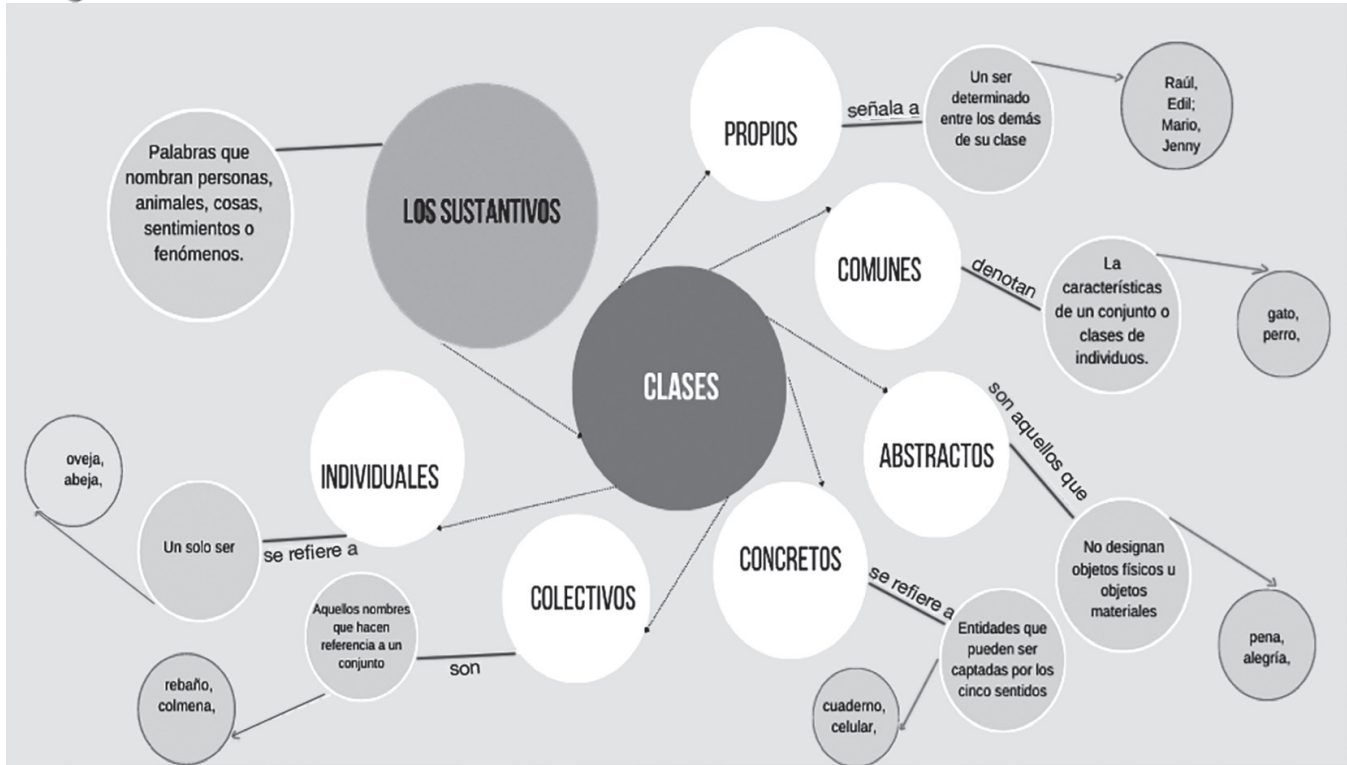 Palabras que
nombran personas,
animales, cosas,
sentimientos o
fenómenos.
LOS SUSTANTIVOS
CLASES
PROPIOS
señala a
Un ser
determinado
entre los demás
de su clase
Raúl,
Edil;
Mario,
Jenny
COMUNES
denotan
La
características
de un conjunto o
clases de
individuos.
gato,
perro,
ABSTRACTOS
son aquellos que
No designan
objetos físicos u
objetos
materiales
pena,
alegría,
CONCRETOS
se refiere a
Entidades que
pueden ser
captadas por los
cinco sentidos
cuaderno,
celular,
COLECTIVOS
son
Aquellos nombres
que hacen
referencia a un
conjunto
rebaño,
colmena,
INDIVIDUALES
se refiere a
Un solo ser
oveja,
abeja,